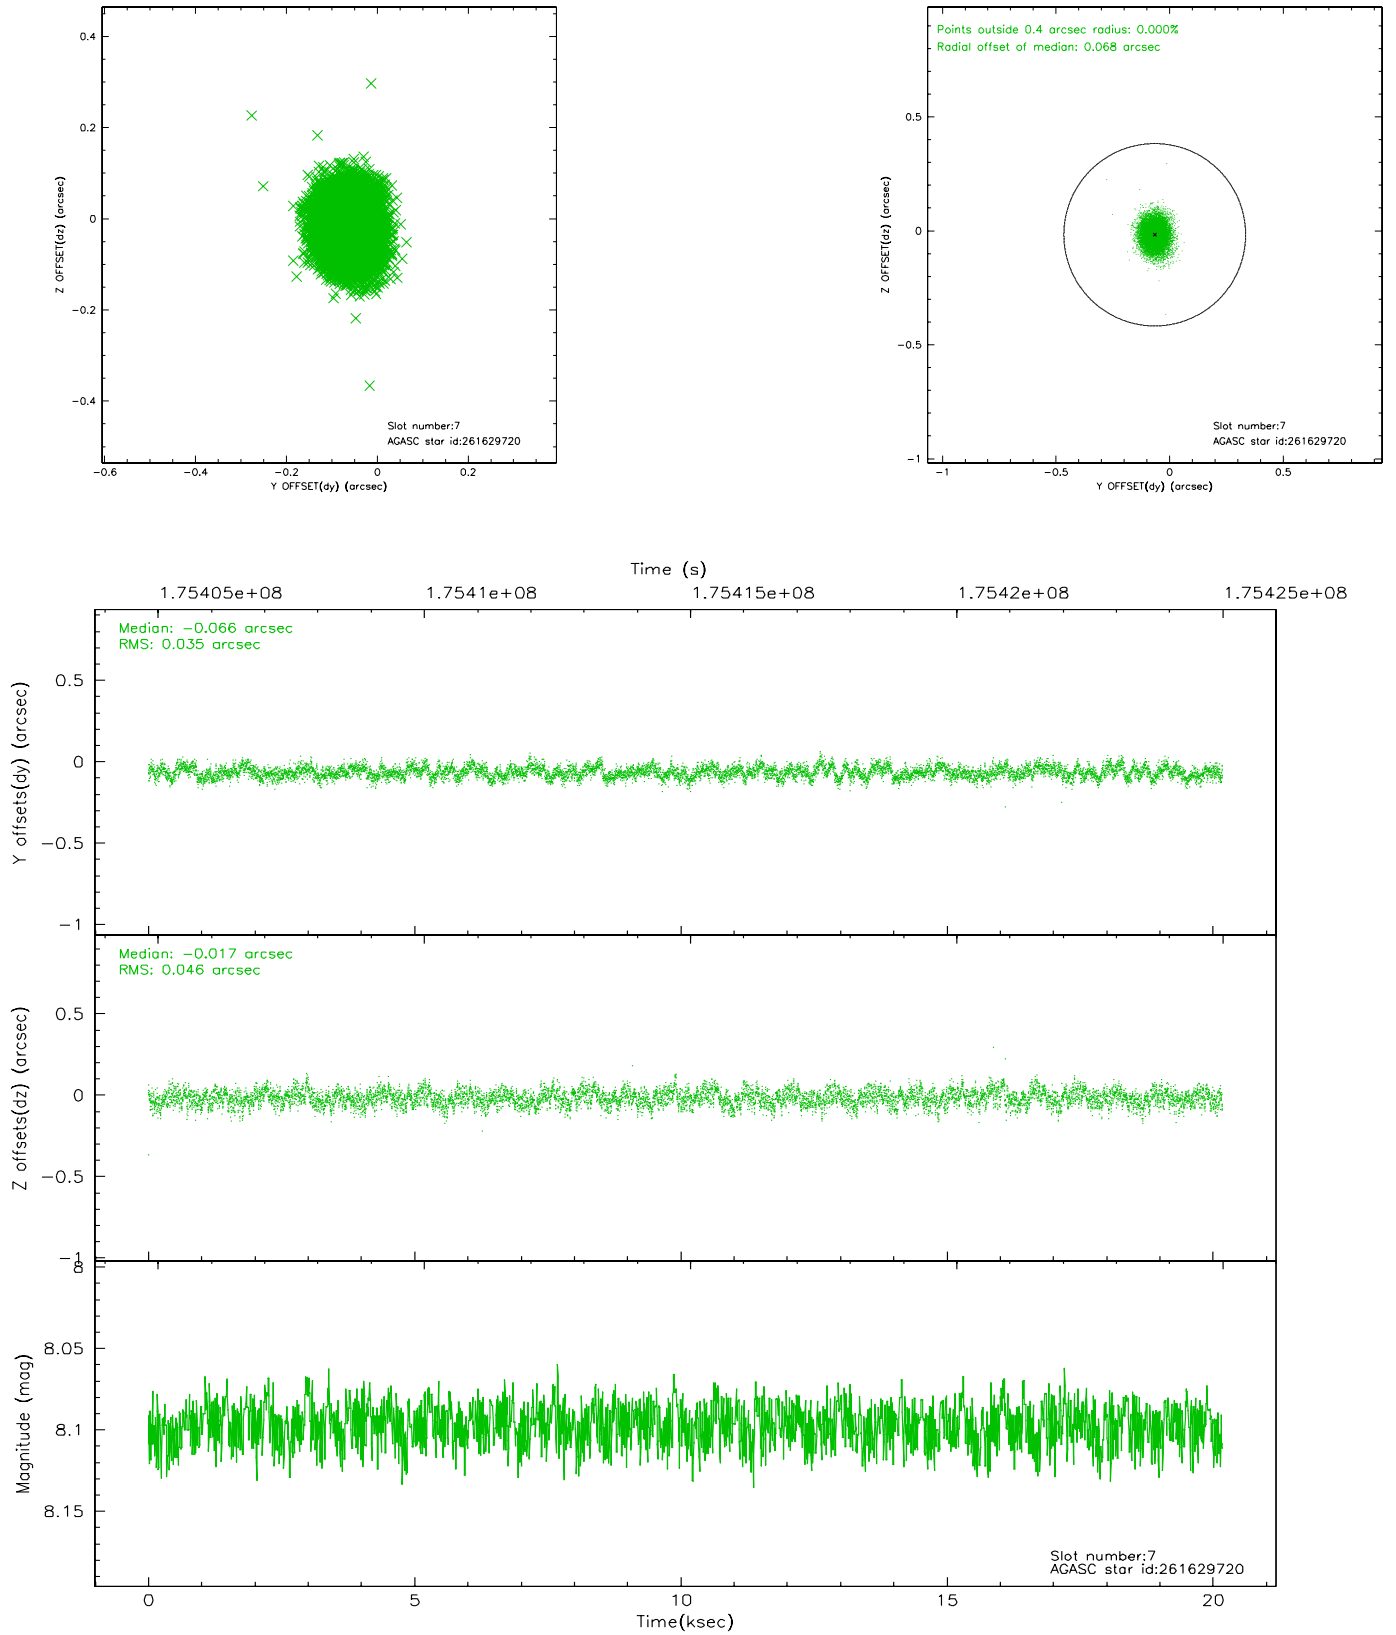 0.4
0.2
0
−0.2
−0.4
Z OFFSET(dz) (arcsec)
Slot number:7
AGASC star id:261629720
−0.6
−0.4
−0.2
0
0.2
Y OFFSET(dy) (arcsec)
Points outside 0.4 arcsec radius: 0.000%
Radial offset of median: 0.068 arcsec
0.5
0
−0.5
−1
Z OFFSET(dz) (arcsec)
Slot number:7
AGASC star id:261629720
−1
−0.5
0
0.5
Y OFFSET(dy) (arcsec)
Time (s)
1.75405e+08
1.7541e+08
1.75415e+08
1.7542e+08
1.75425e+08
Median: −0.066 arcsec
RMS: 0.035 arcsec
0.5
0
−0.5
−1
Y offsets(dy) (arcsec)
Median: −0.017 arcsec
RMS: 0.046 arcsec
0.5
0
−0.5
−1
Z offsets(dz) (arcsec)
8
8.05
8.1
8.15
Magnitude (mag)
Slot number:7
AGASC star id:261629720
0
5
10
15
20
Time(ksec)